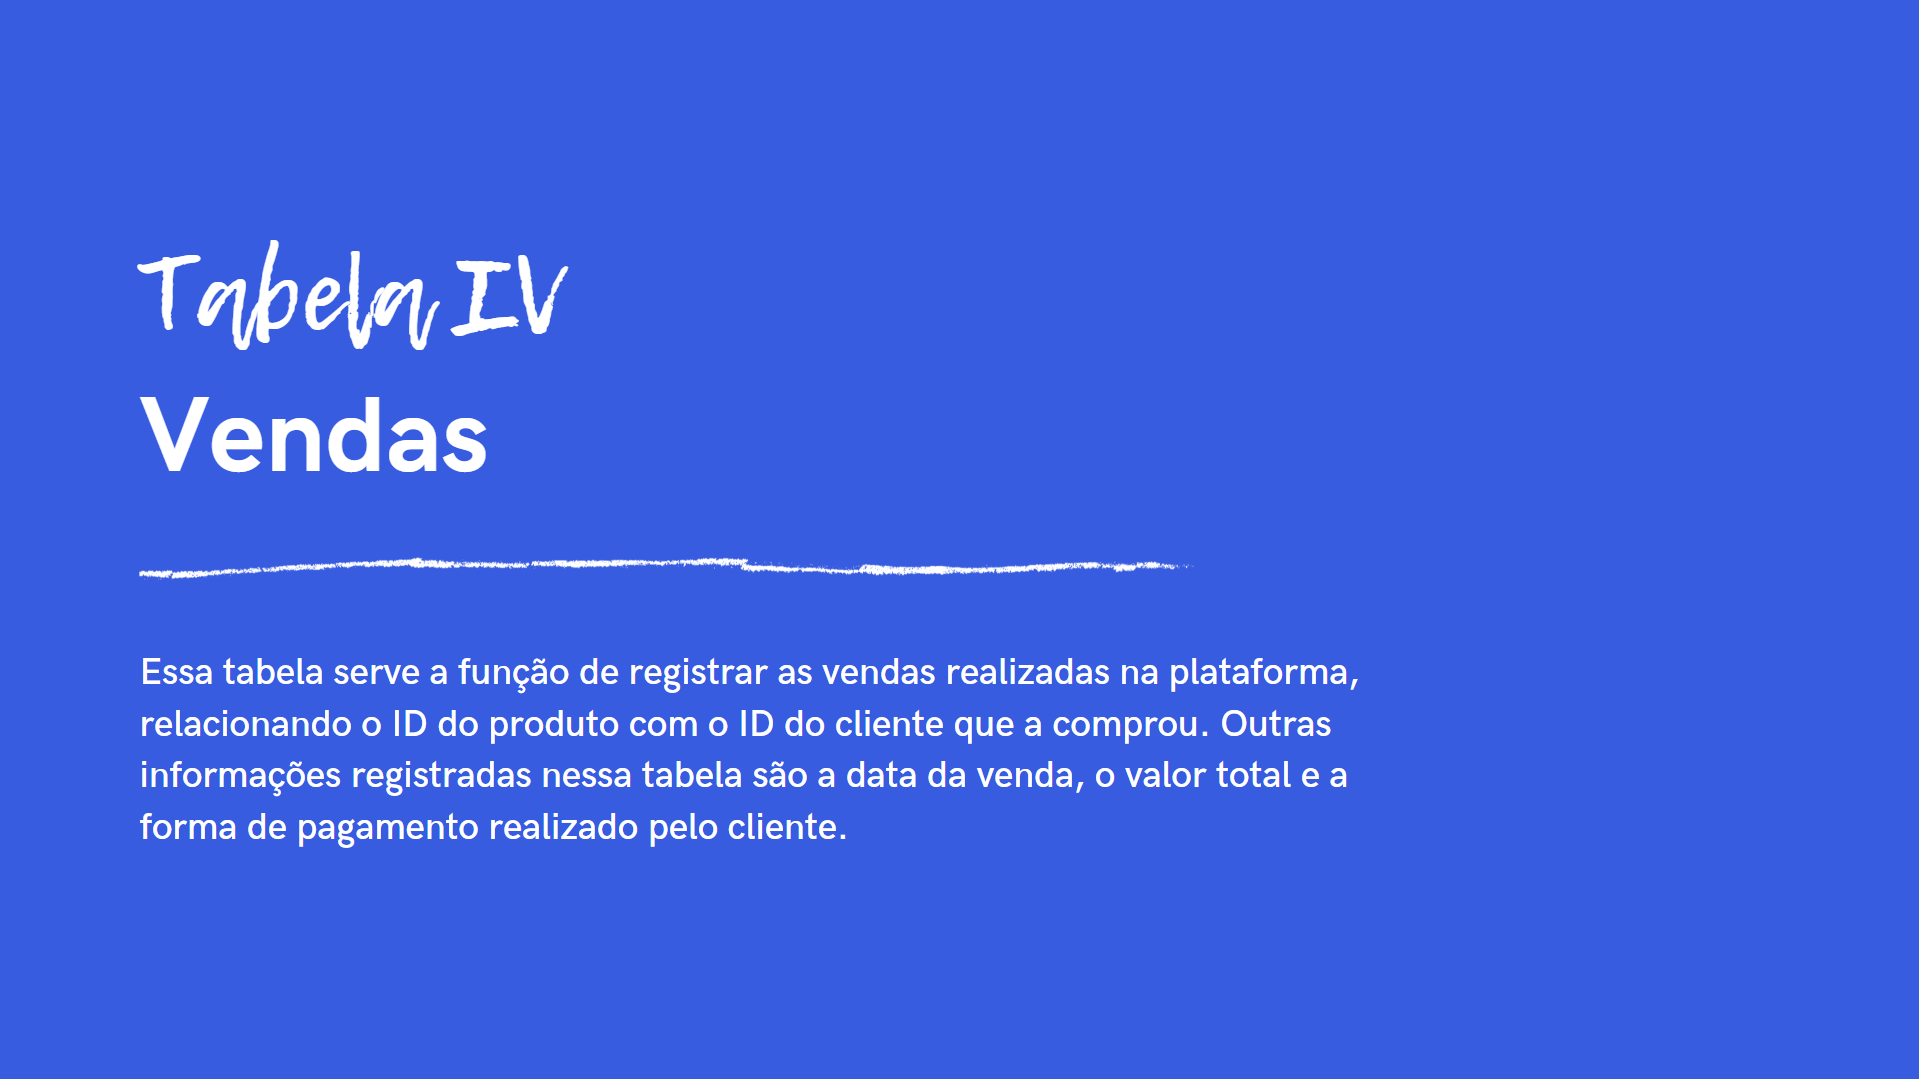 Tabela IV
Vendas
Essa tabela serve a função de registrar as vendas realizadas na plataforma,
relacionando o ID do produto com o ID do cliente que a comprou. Outras
informações registradas nessa tabela são a data da venda, o valor total e a
forma de pagamento realizado pelo cliente.